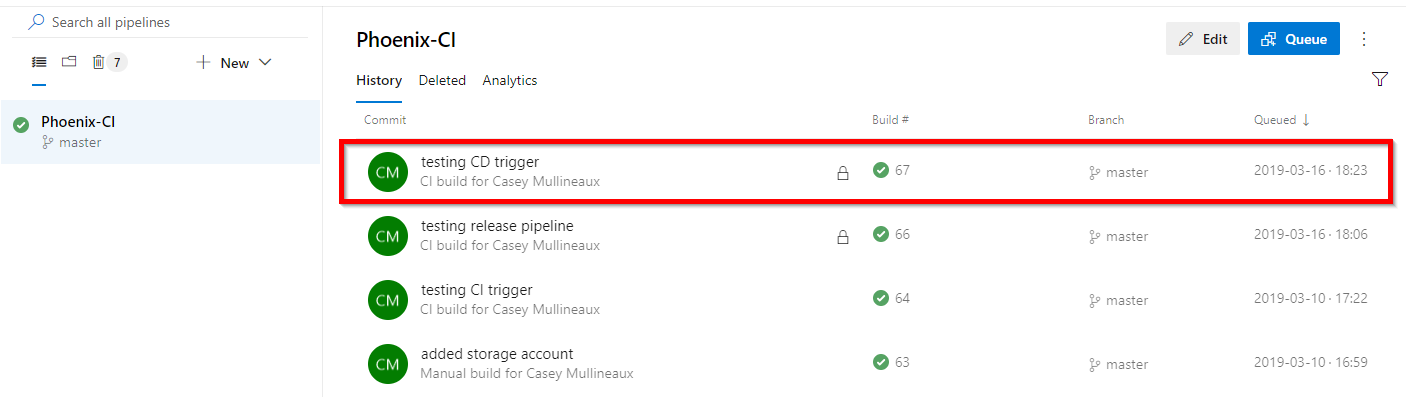 Search all pipelines
7
New
Phoenix-CI
master
Phoenix-CI
Edit
Queue
History Deleted Analytics
Commit Build # Branch Queued ↓
CM
testing CD trigger
CI build for Casey Mullineaux
67
master
2019-03-16 · 18:23
CM
testing release pipeline
CI build for Casey Mullineaux
66
master
2019-03-16 · 18:06
CM
testing CI trigger
CI build for Casey Mullineaux
64
master
2019-03-10 · 17:22
CM
added storage account
Manual build for Casey Mullineaux
63
master
2019-03-10 · 16:59